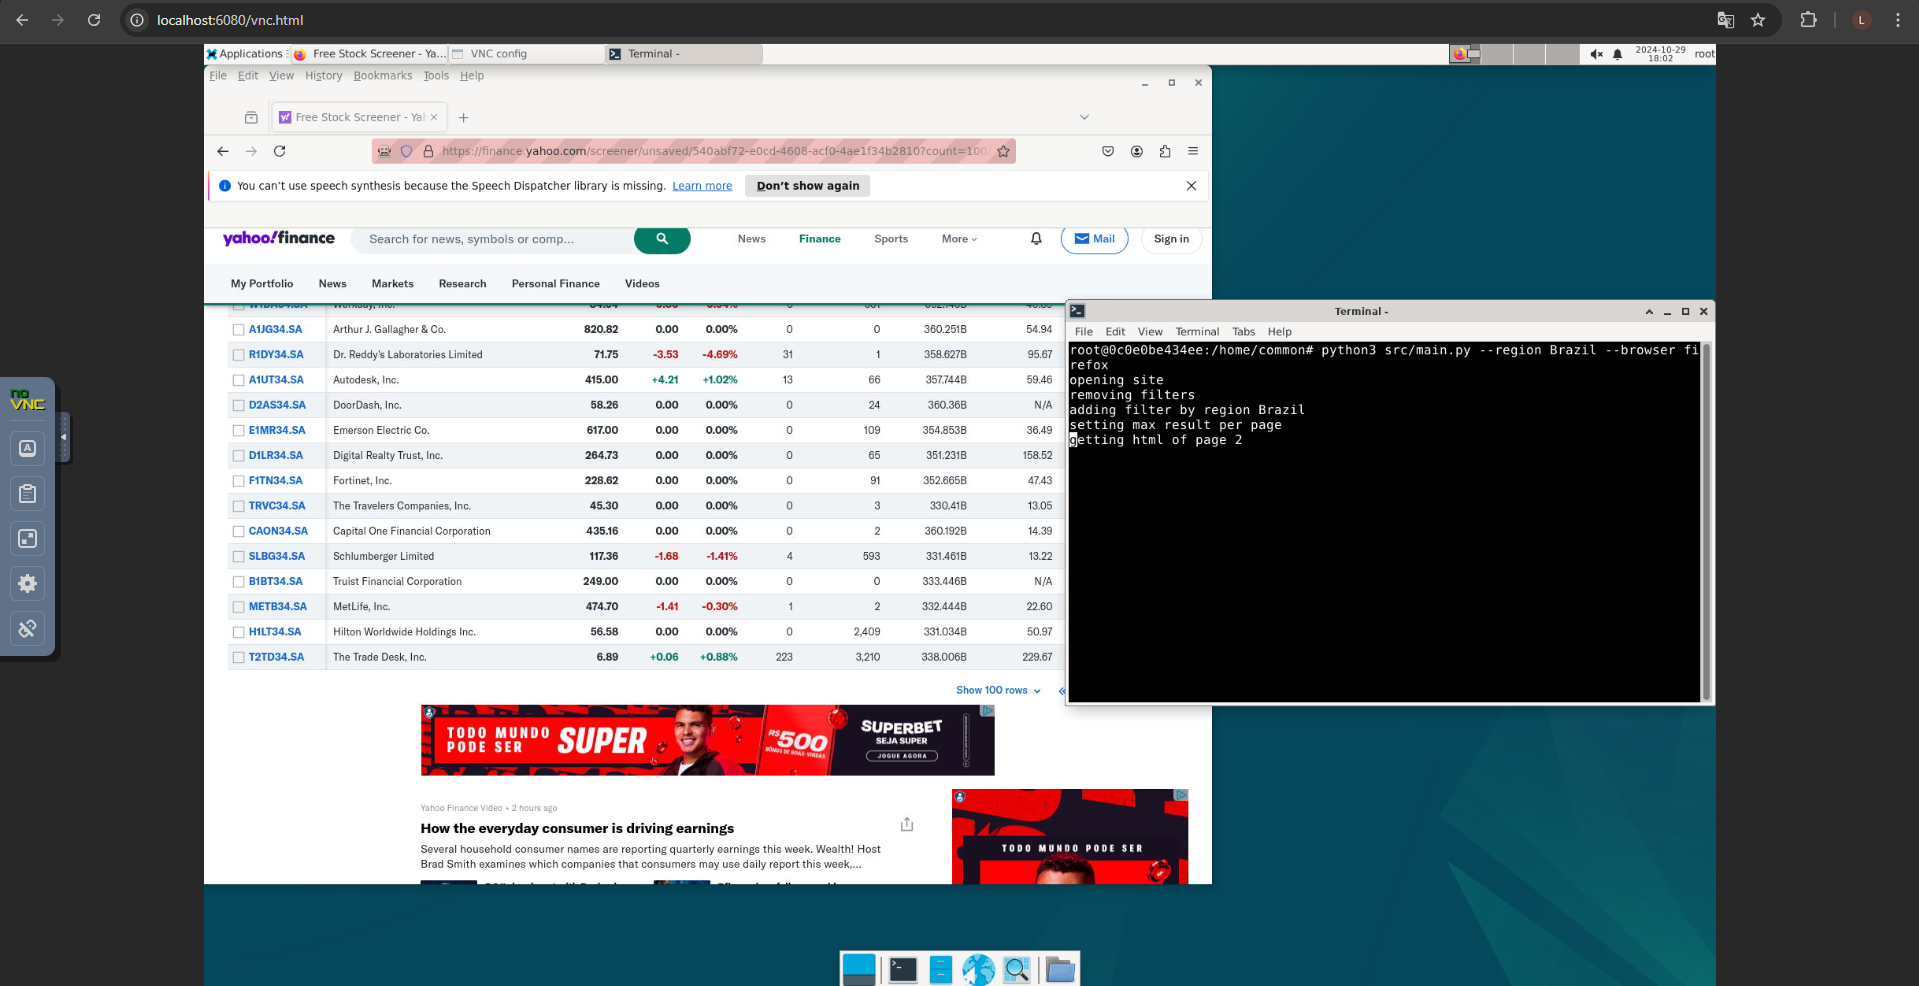 localhost:6080/vnc.html
L
Applications
Free Stock Screener - Ya...
VNC config
Terminal -
2024-10-29
18:02
root
File Edit View History Bookmarks Tools Help
Free Stock Screener - Yah
https://finance.yahoo.com/screener/unsaved/540abf72-e0cd-4608-acf0-4ae1f34b2810?count=100
You can't use speech synthesis because the Speech Dispatcher library is missing. Learn more Don't show again
yahoo!finance
Search for news, symbols or comp...
News Finance Sports More
Mail
Sign in
My Portfolio News Markets Research Personal Finance Videos
A1JG34.SA Arthur J. Gallagher & Co. 820.82 0.00 0.00% 0 0 360.251B 54.94
R1DY34.SA Dr. Reddy's Laboratories Limited 71.75 -3.53 -4.69% 31 1 358.627B 95.67
A1UT34.SA Autodesk, Inc. 415.00 +4.21 +1.02% 13 66 357.744B 59.46
D2AS34.SA DoorDash, Inc. 58.26 0.00 0.00% 0 24 360.36B N/A
E1MR34.SA Emerson Electric Co. 617.00 0.00 0.00% 0 109 354.853B 36.49
D1LR34.SA Digital Realty Trust, Inc. 264.73 0.00 0.00% 0 65 351.231B 158.52
F1TN34.SA Fortinet, Inc. 228.62 0.00 0.00% 0 91 352.665B 47.43
TRVC34.SA The Travelers Companies, Inc. 45.30 0.00 0.00% 0 3 330.41B 13.05
CAON34.SA Capital One Financial Corporation 435.16 0.00 0.00% 0 2 360.192B 14.39
SLBG34.SA Schlumberger Limited 117.36 -1.68 -1.41% 4 593 331.461B 13.22
B1BT34.SA Truist Financial Corporation 249.00 0.00 0.00% 0 0 333.446B N/A
METB34.SA MetLife, Inc. 474.70 -1.41 -0.30% 1 2 332.444B 22.60
H1LT34.SA Hilton Worldwide Holdings Inc. 56.58 0.00 0.00% 0 2,409 331.034B 50.97
T2TD34.SA The Trade Desk, Inc. 6.89 +0.06 +0.88% 223 3,210 338.006B 229.67
Show 100 rows
TODO MUNDO
PODE SER
SUPER
R$500
BÔNUS DE BOAS-VINDAS
SUPERBET
SEJA SUPER
JOGUE AGORA
Yahoo Finance Video • 2 hours ago
How the everyday consumer is driving earnings
Several household consumer names are reporting quarterly earnings this week. Wealth! Host
Brad Smith examines which companies that consumers may use daily report this week,...
TODO MUNDO PODE SER
Terminal -
File Edit View Terminal Tabs Help
root@0c0e0be434ee:/home/common# python3 src/main.py --region Brazil --browser fi
refox
opening site
removing filters
adding filter by region Brazil
setting max result per page
getting html of page 2
no
VNC
A